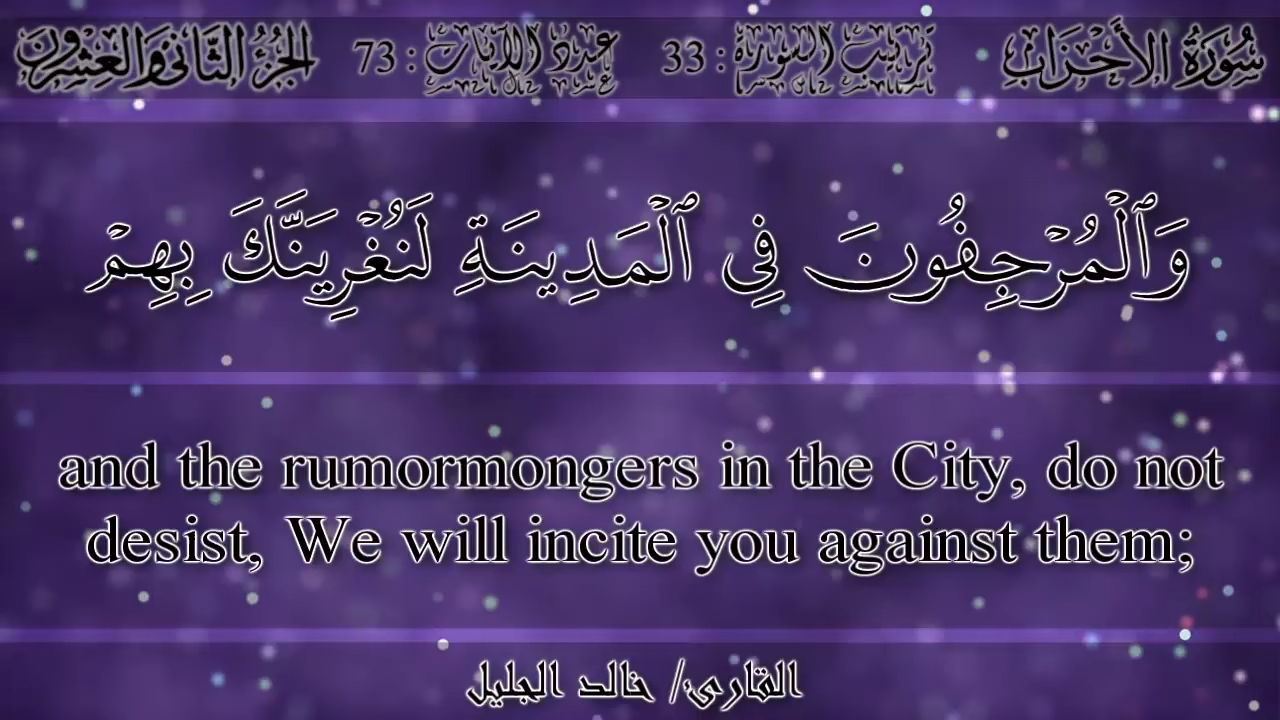 سُورَةُ الأَحْزَابِ ترتيب السورة : 33 عدد الآيات : 73 الجزء الثاني والعشرون
وَٱلْمُرْجِفُونَ فِي ٱلْمَدِينَةِ لَنُغْرِيَنَّكَ بِهِمْ
and the rumormongers in the City, do not
desist, We will incite you against them;
القارئ/ خالد الجليل